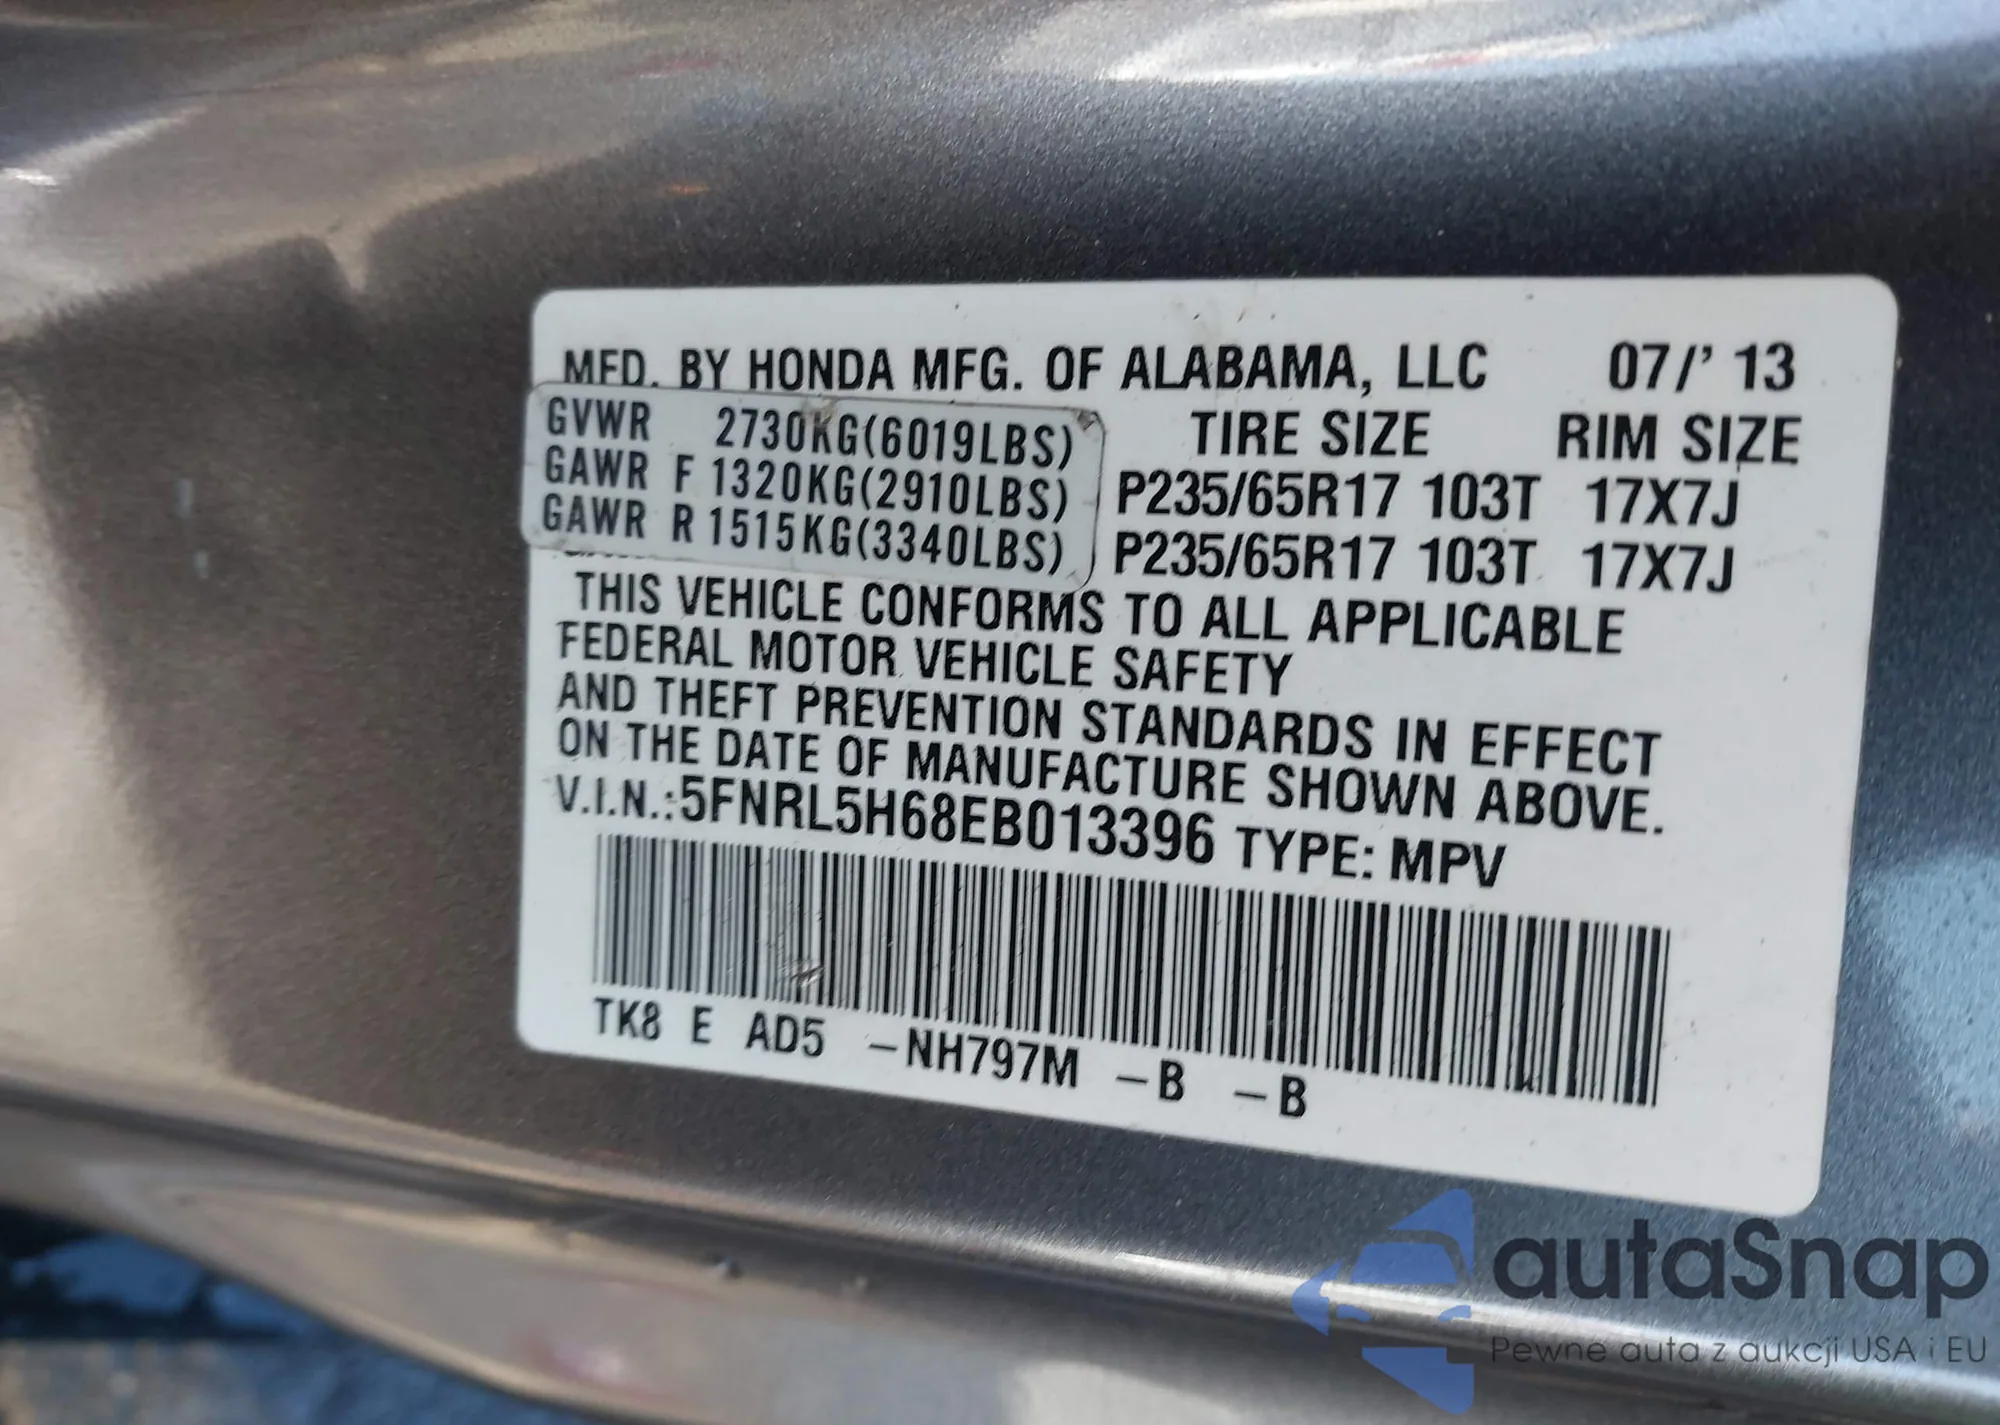 MFD. BY HONDA MFG. OF ALABAMA, LLC 07/' 13
GVWR 2730KG(6019LBS) TIRE SIZE RIM SIZE
GAWR F 1320KG(2910LBS) P235/65R17 103T 17X7J
GAWR R 1515KG(3340LBS) P235/65R17 103T 17X7J
THIS VEHICLE CONFORMS TO ALL APPLICABLE
FEDERAL MOTOR VEHICLE SAFETY
AND THEFT PREVENTION STANDARDS IN EFFECT
ON THE DATE OF MANUFACTURE SHOWN ABOVE.
V.I.N.:5FNRL5H68EB013396 TYPE: MPV
TK8 E AD5 -NH797M -B -B
autaSnap
Pewne auta z aukcji USA i EU